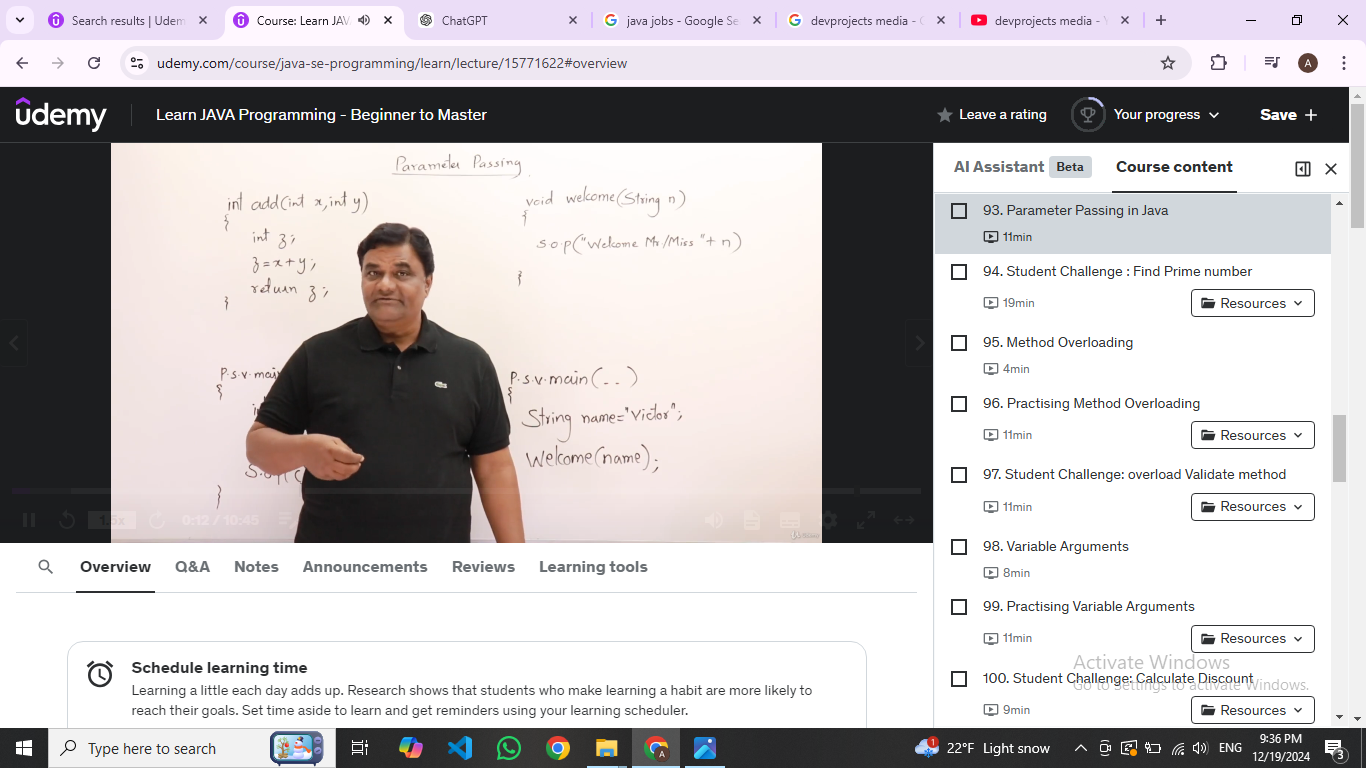 Search results | Udem
Course: Learn JAV
ChatGPT
java jobs - Google Se
devprojects media -
devprojects media -
udemy.com/course/java-se-programming/learn/lecture/15771622#overview
A
udemy
Learn JAVA Programming - Beginner to Master
Leave a rating
Your progress
Save +
Parameter Passing
int add(int x, int y)
{
int z;
z=x+y;
return z;
}
void welcome(String n)
{
s.o.p("Welcome Mr/Miss "+ n)
}
P.s.v.main
{
S.o.p(
}
P.s.v.main(..)
{
String name="Victor";
Welcome(name);
1.5x
0:12 / 10:45
AI Assistant
Beta
Course content
93. Parameter Passing in Java
11min
94. Student Challenge : Find Prime number
19min
Resources
95. Method Overloading
4min
96. Practising Method Overloading
11min
Resources
97. Student Challenge: overload Validate method
11min
Resources
98. Variable Arguments
8min
99. Practising Variable Arguments
11min
Resources
100. Student Challenge: Calculate Discount
9min
Resources
Activate Windows
Go to Settings to activate Windows.
Overview
Q&A
Notes
Announcements
Reviews
Learning tools
Schedule learning time
Learning a little each day adds up. Research shows that students who make learning a habit are more likely to
reach their goals. Set time aside to learn and get reminders using your learning scheduler.
Type here to search
A
1
22°F Light snow
ENG
9:36 PM
12/19/2024
3